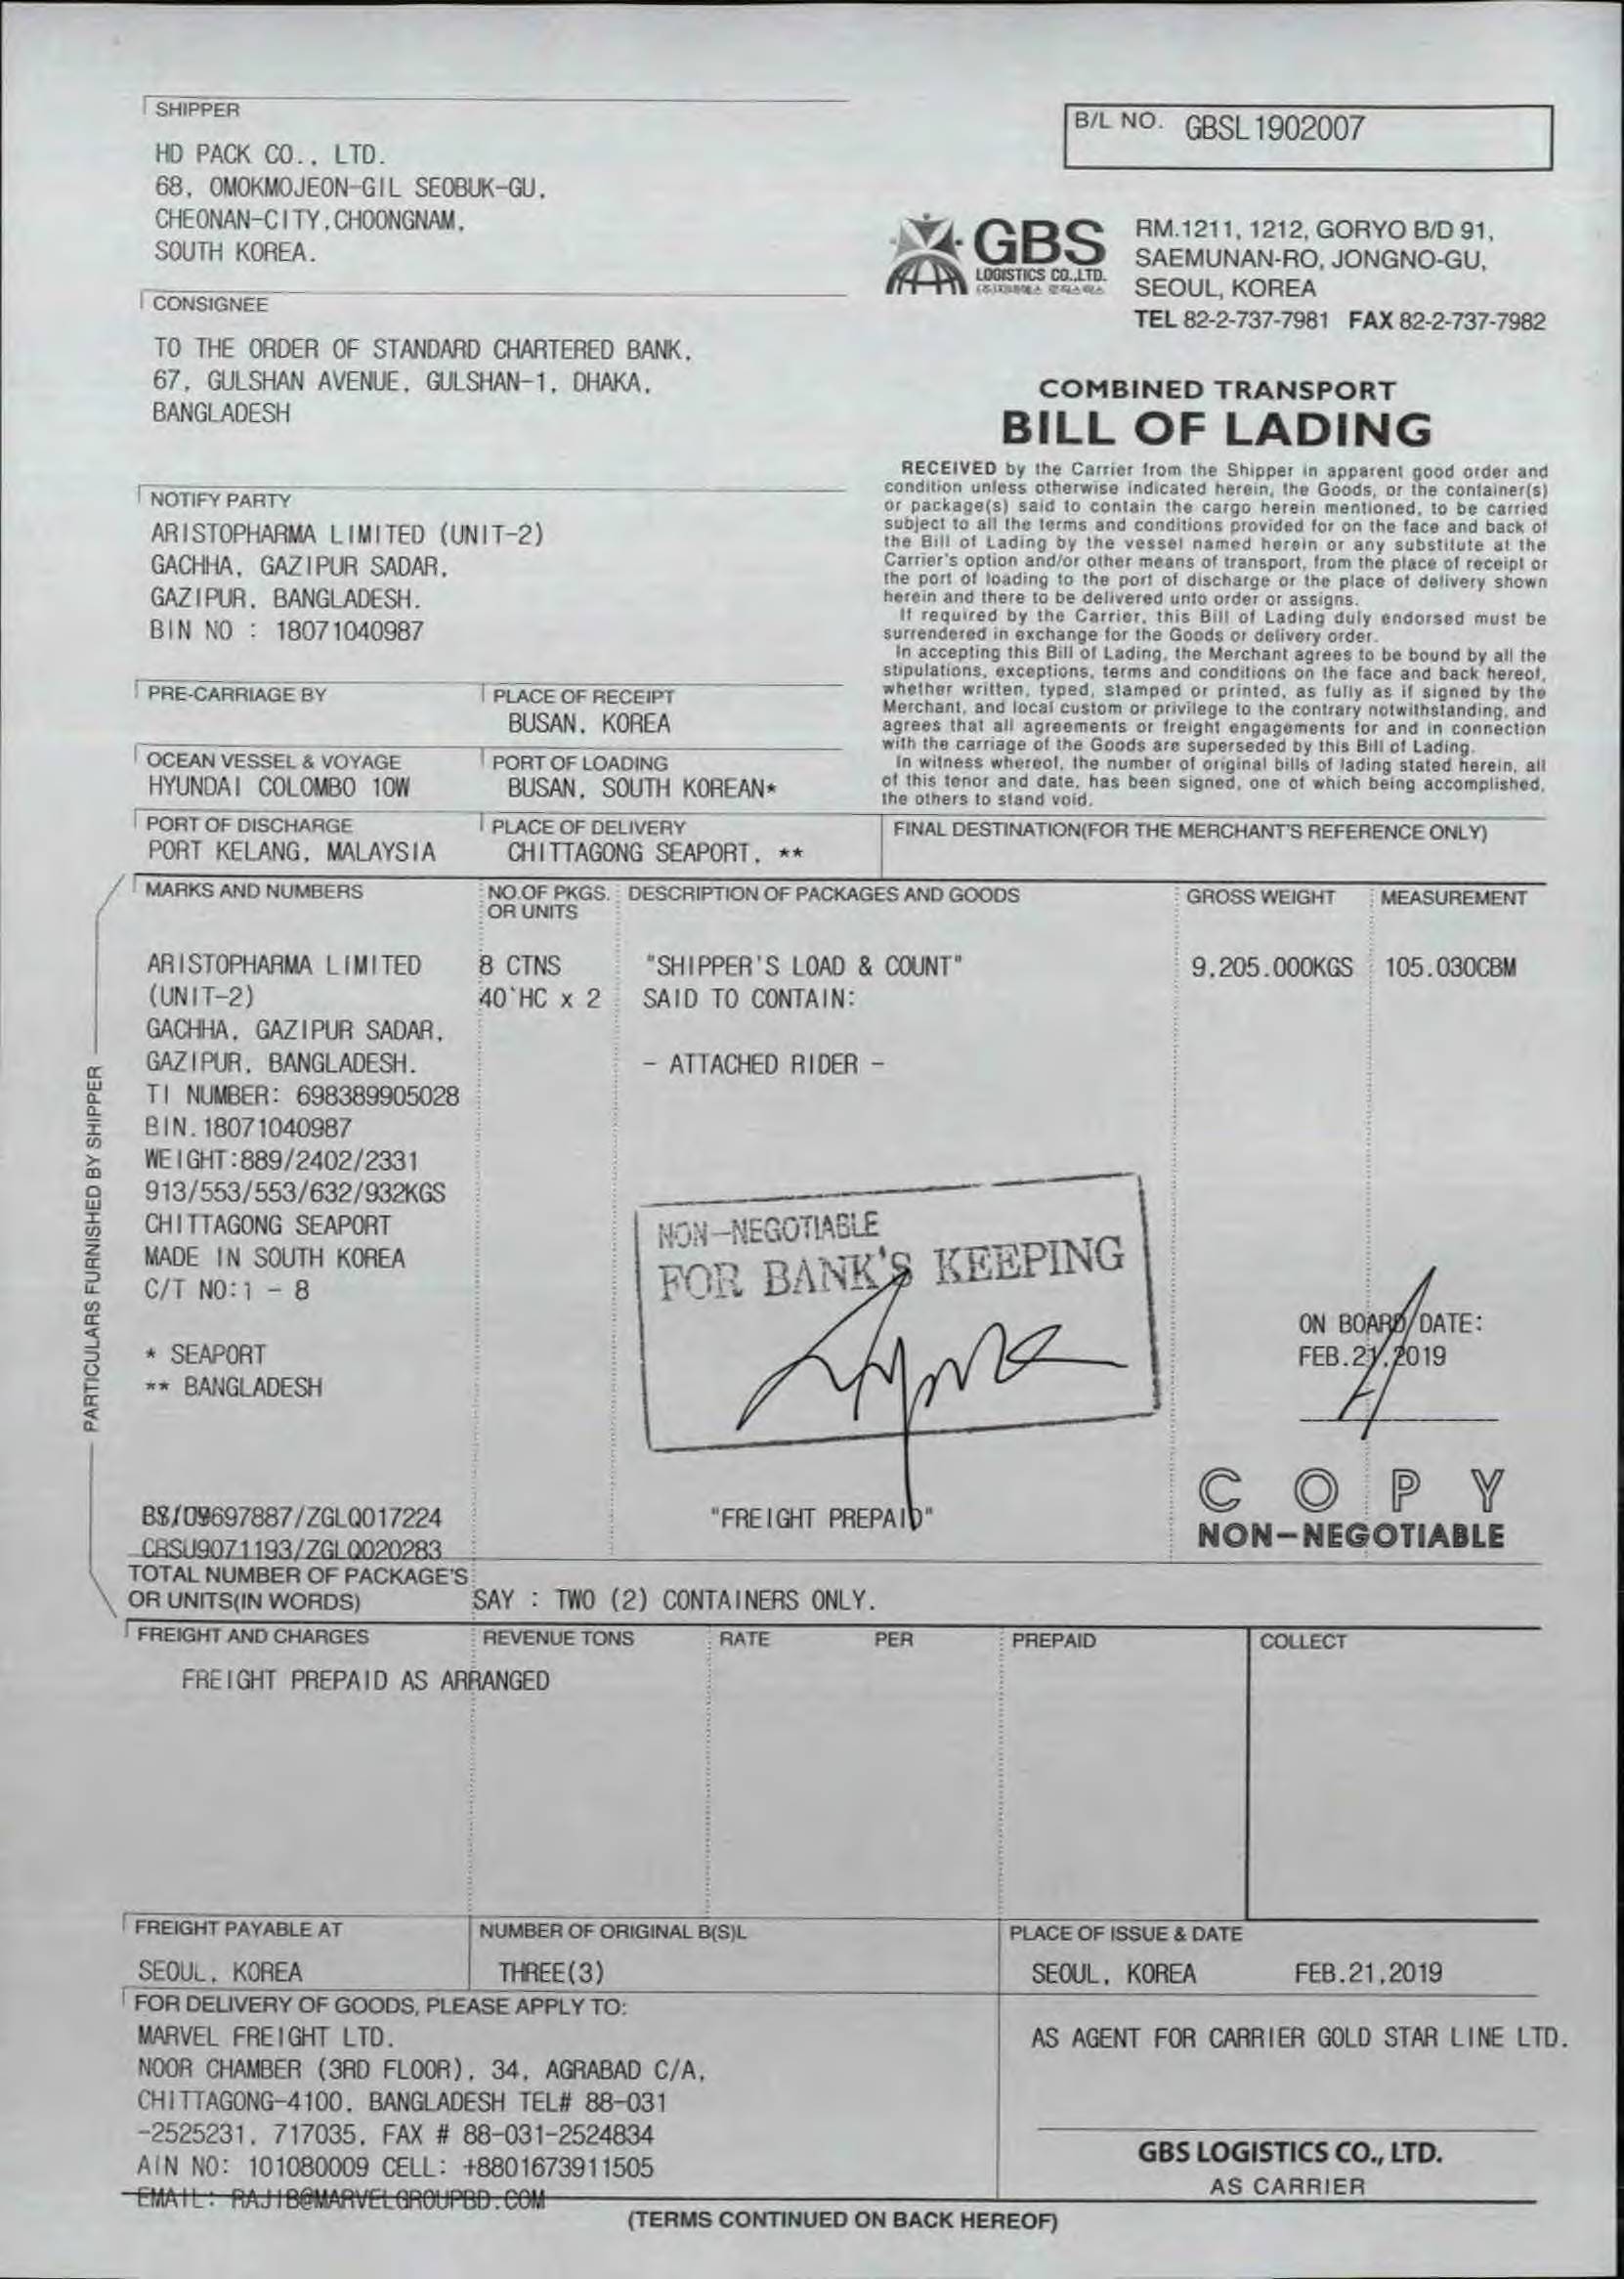 SHIPPER
HD PACK CO., LTD.
68, OMOKMOJEON-GIL SEOBUK-GU,
CHEONAN-CITY,CHOONGNAM,
SOUTH KOREA.
B/L NO. GBSL1902007
GBS
LOGISTICS CO.,LTD.
RM.1211, 1212, GORYO B/D 91,
SAEMUNAN-RO, JONGNO-GU,
SEOUL, KOREA
TEL 82-2-737-7981 FAX 82-2-737-7982
CONSIGNEE
TO THE ORDER OF STANDARD CHARTERED BANK,
67, GULSHAN AVENUE, GULSHAN-1, DHAKA,
BANGLADESH
COMBINED TRANSPORT
BILL OF LADING
RECEIVED by the Carrier from the Shipper in apparent good order and
condition unless otherwise indicated herein, the Goods, or the container(s)
or package(s) said to contain the cargo herein mentioned, to be carried
subject to all the terms and conditions provided for on the face and back of
the Bill of Lading by the vessel named herein or any substitute at the
Carrier's option and/or other means of transport, from the place of receipt or
the port of loading to the port of discharge or the place of delivery shown
herein and there to be delivered unto order or assigns.
If required by the Carrier, this Bill of Lading duly endorsed must be
surrendered in exchange for the Goods or delivery order.
In accepting this Bill of Lading, the Merchant agrees to be bound by all the
stipulations, exceptions, terms and conditions on the face and back hereof,
whether written, typed, stamped or printed, as fully as if signed by the
Merchant, and local custom or privilege to the contrary notwithstanding, and
agrees that all agreements or freight engagements for and in connection
with the carriage of the Goods are superseded by this Bill of Lading.
In witness whereof, the number of original bills of lading stated herein, all
of this tenor and date, has been signed, one of which being accomplished,
the others to stand void.
NOTIFY PARTY
ARISTOPHARMA LIMITED (UNIT-2)
GACHHA, GAZIPUR SADAR,
GAZIPUR, BANGLADESH.
BIN NO : 18071040987
PRE-CARRIAGE BY
PLACE OF RECEIPT
BUSAN, KOREA
OCEAN VESSEL & VOYAGE
HYUNDAI COLOMBO 10W
PORT OF LOADING
BUSAN, SOUTH KOREAN*
PORT OF DISCHARGE
PORT KELANG, MALAYSIA
PLACE OF DELIVERY
CHITTAGONG SEAPORT, **
FINAL DESTINATION(FOR THE MERCHANT'S REFERENCE ONLY)
PARTICULARS FURNISHED BY SHIPPER
MARKS AND NUMBERS
NO.OF PKGS.
OR UNITS
DESCRIPTION OF PACKAGES AND GOODS
GROSS WEIGHT
MEASUREMENT
ARISTOPHARMA LIMITED
(UNIT-2)
GACHHA, GAZIPUR SADAR,
GAZIPUR, BANGLADESH.
TI NUMBER: 698389905028
BIN.18071040987
WEIGHT:889/2402/2331
913/553/553/632/932KGS
CHITTAGONG SEAPORT
MADE IN SOUTH KOREA
C/T NO:1 - 8
* SEAPORT
** BANGLADESH
8 CTNS
40'HC x 2
"SHIPPER'S LOAD & COUNT"
SAID TO CONTAIN:
- ATTACHED RIDER -
9,205.000KGS
105.030CBM
NON-NEGOTIABLE
FOR BANK'S KEEPING
ON BOARD DATE:
FEB.21,2019
COPY
NON-NEGOTIABLE
697887/ZGLQ017224
CRSU9071193/ZGLQ020283
"FREIGHT PREPAID"
TOTAL NUMBER OF PACKAGE'S
OR UNITS(IN WORDS)
SAY : TWO (2) CONTAINERS ONLY.
FREIGHT AND CHARGES
REVENUE TONS
RATE
PER
PREPAID
COLLECT
FREIGHT PREPAID AS ARRANGED
FREIGHT PAYABLE AT
SEOUL, KOREA
NUMBER OF ORIGINAL B(S)L
THREE(3)
PLACE OF ISSUE & DATE
SEOUL, KOREA FEB.21,2019
FOR DELIVERY OF GOODS, PLEASE APPLY TO:
MARVEL FREIGHT LTD.
NOOR CHAMBER (3RD FLOOR), 34, AGRABAD C/A,
CHITTAGONG-4100, BANGLADESH TEL# 88-031
-2525231, 717035, FAX # 88-031-2524834
AIN NO: 101080009 CELL: +8801673911505
EMAIL: RAJIB@MARVELGROUPBD.COM
AS AGENT FOR CARRIER GOLD STAR LINE LTD.
GBS LOGISTICS CO., LTD.
AS CARRIER
(TERMS CONTINUED ON BACK HEREOF)